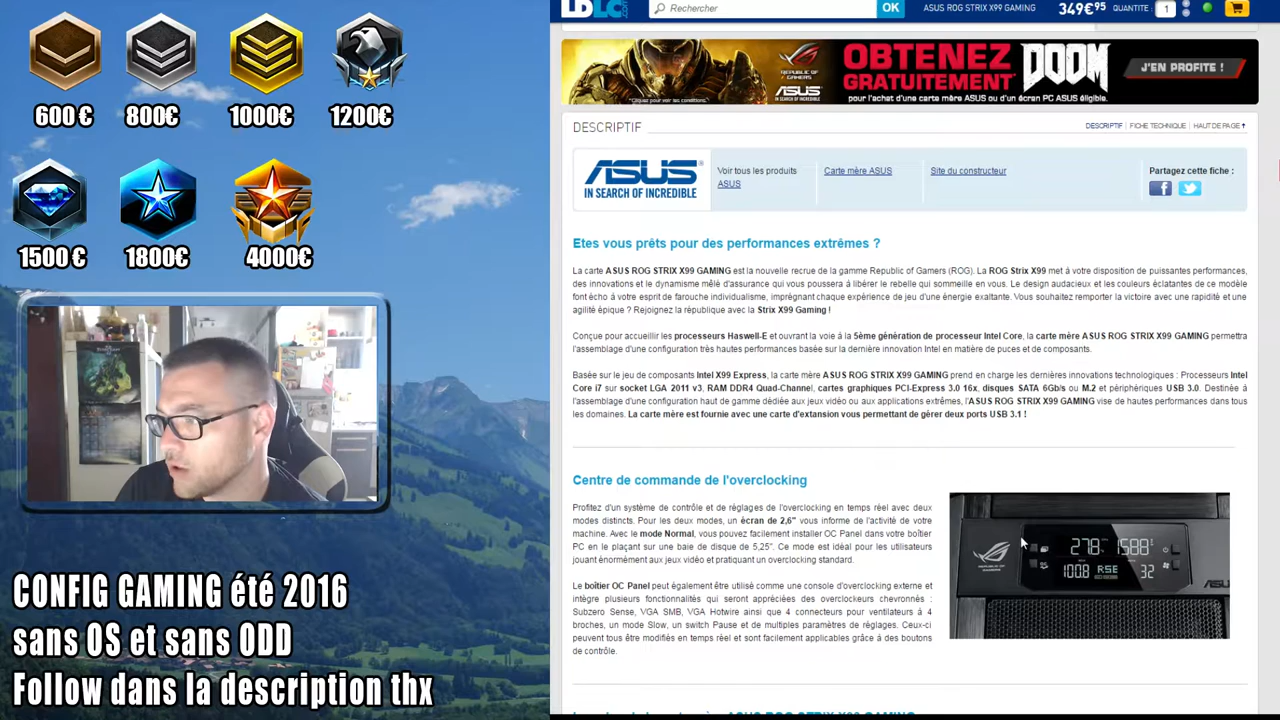 600 €
800€
1000€
1200€
1500 €
1800€
4000€
CONFIG GAMING été 2016
sans OS et sans ODD
Follow dans la description thx
LDLC.com
Rechercher
OK
ASUS ROG STRIX X99 GAMING
349€95
QUANTITE :
1
REPUBLIC OF GAMERS
ASUS
IN SEARCH OF INCREDIBLE
*Cliquez pour voir les conditions.
OBTENEZ
GRATUITEMENT*
DOOM
pour l'achat d'une carte mère ASUS ou d'un écran PC ASUS éligible.
J'EN PROFITE !
DESCRIPTIF
DESCRIPTIF | FICHE TECHNIQUE | HAUT DE PAGE
ASUS
IN SEARCH OF INCREDIBLE
Voir tous les produits
ASUS
Carte mère ASUS
Site du constructeur
Partagez cette fiche :
Etes vous prêts pour des performances extrêmes ?
La carte ASUS ROG STRIX X99 GAMING est la nouvelle recrue de la gamme Republic of Gamers (ROG). La ROG Strix X99 met à votre disposition de puissantes performances,
des innovations et le dynamisme mêlé d'assurance qui vous poussera à libérer le rebelle qui sommeille en vous. Le design audacieux et les couleurs éclatantes de ce modèle
font écho à votre esprit de farouche individualisme, imprégnant chaque expérience de jeu d'une énergie exaltante. Vous souhaitez remporter la victoire avec une rapidité et une
agilité épique ? Rejoignez la république avec la Strix X99 Gaming !
Conçue pour accueillir les processeurs Haswell-E et ouvrant la voie à la 5ème génération de processeur Intel Core, la carte mère ASUS ROG STRIX X99 GAMING permettra
l'assemblage d'une configuration très hautes performances basée sur la dernière innovation Intel en matière de puces et de composants.
Basée sur le jeu de composants Intel X99 Express, la carte mère ASUS ROG STRIX X99 GAMING prend en charge les dernières innovations technologiques : Processeurs Intel
Core i7 sur socket LGA 2011 v3, RAM DDR4 Quad-Channel, cartes graphiques PCI-Express 3.0 16x, disques SATA 6Gb/s ou M.2 et périphériques USB 3.0. Destinée à
l'assemblage d'une configuration haut de gamme dédiée aux jeux vidéo ou aux applications extrêmes, l'ASUS ROG STRIX X99 GAMING vise de hautes performances dans tous
les domaines. La carte mère est fournie avec une carte d'extansion vous permettant de gérer deux ports USB 3.1 !
Centre de commande de l'overclocking
Profitez d'un système de contrôle et de réglages de l'overclocking en temps réel avec deux
modes distincts. Pour les deux modes, un écran de 2,6" vous informe de l'activité de votre
machine. Avec le mode Normal, vous pouvez facilement installer OC Panel dans votre boîtier
PC en le plaçant sur une baie de disque de 5,25". Ce mode est idéal pour les utilisateurs
jouant énormément aux jeux vidéo et pratiquant un overclocking standard.
Le boîtier OC Panel peut également être utilisé comme une console d'overclocking externe et
intègre plusieurs fonctionnalités qui seront appréciées des overclockeurs chevronnés :
Subzero Sense, VGA SMB, VGA Hotwire ainsi que 4 connecteurs pour ventilateurs à 4
broches, un mode Slow, un switch Pause et de multiples paramètres de réglages. Ceux-ci
peuvent tous être modifiés en temps réel et sont facilement applicables grâce à des boutons
de contrôle.
278
1588
100.8
RSE
32